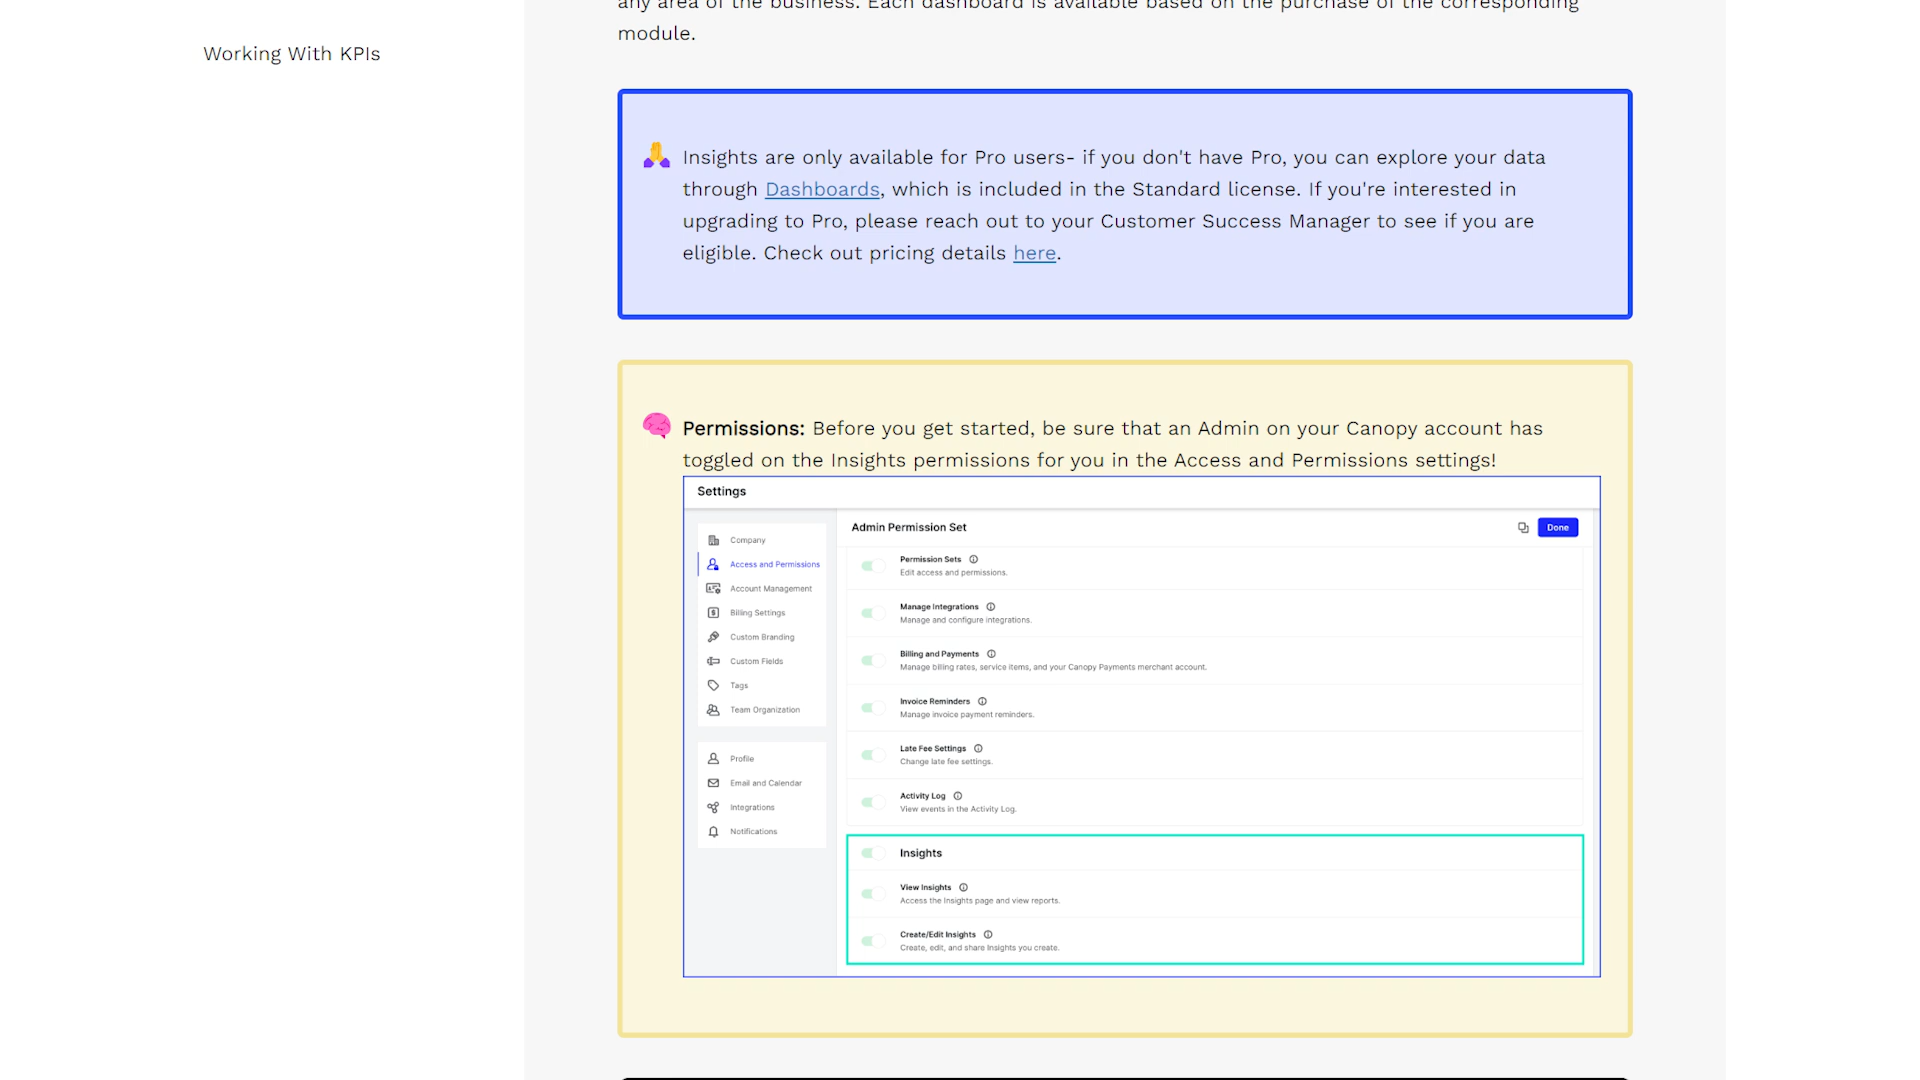 any area of the business. Each dashboard is available based on the purchase of the corresponding
module.
Working With KPIs
Insights are only available for Pro users- if you don't have Pro, you can explore your data
through Dashboards, which is included in the Standard license. If you're interested in
upgrading to Pro, please reach out to your Customer Success Manager to see if you are
eligible. Check out pricing details here.
Permissions: Before you get started, be sure that an Admin on your Canopy account has
toggled on the Insights permissions for you in the Access and Permissions settings!
Settings
Company
Access and Permissions
Account Management
Billing Settings
Custom Branding
Custom Fields
Tags
Team Organization
Profile
Email and Calendar
Integrations
Notifications
Admin Permission Set
Done
Permission Sets
Edit access and permissions.
Manage Integrations
Manage and configure integrations.
Billing and Payments
Manage billing rates, service items, and your Canopy Payments merchant account.
Invoice Reminders
Manage invoice payment reminders.
Late Fee Settings
Change late fee settings.
Activity Log
View events in the Activity Log.
Insights
View Insights
Access the Insights page and view reports.
Create/Edit Insights
Create, edit, and share Insights you create.